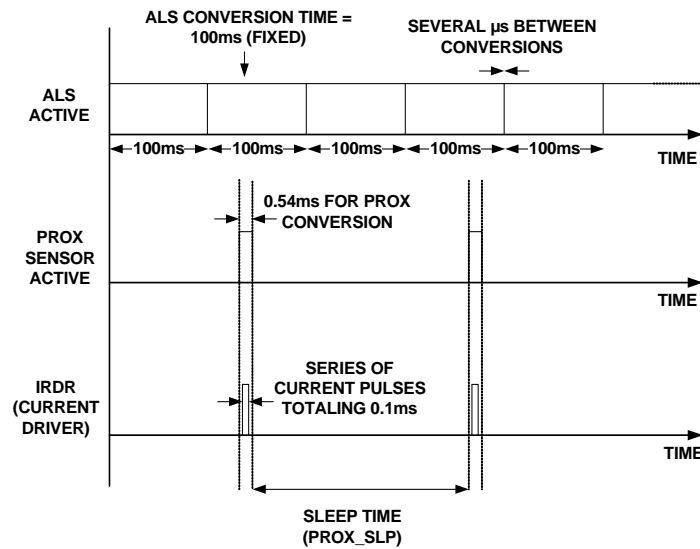 ALS CONVERSION TIME =
100ms (FIXED)
SEVERAL µs BETWEEN
CONVERSIONS
ALS
ACTIVE
100ms
100ms
100ms
100ms
100ms
TIME
0.54ms FOR PROX
CONVERSION
PROX
SENSOR
ACTIVE
TIME
SERIES OF
CURRENT PULSES
TOTALING 0.1ms
IRDR
(CURRENT
DRIVER)
TIME
SLEEP TIME
(PROX_SLP)